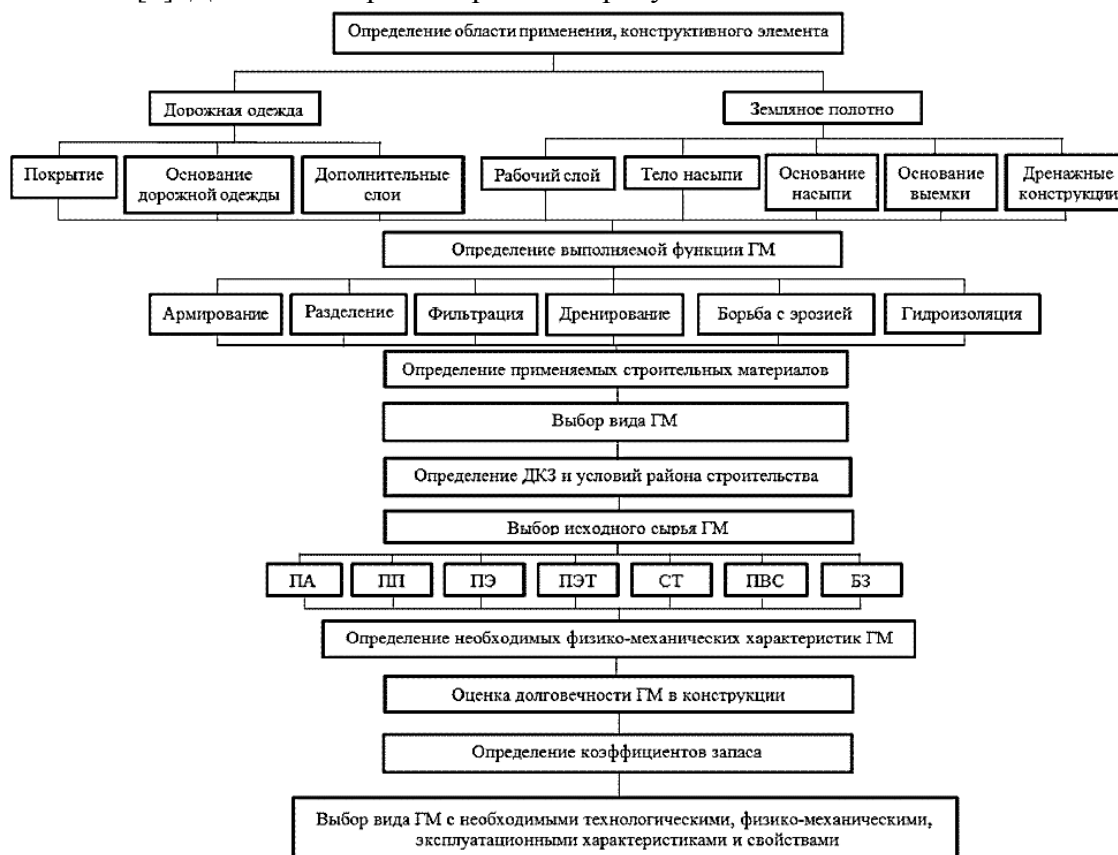 Определение области применения, конструктивного элемента
Дорожная одежда
Земляное полотно
Покрытие
Основание
дорожной одежды
Дополнительные
слои
Рабочий слой
Тело насыпи
Основание
насыпи
Основание
выемки
Дренажные
конструкции
Определение выполняемой функции ГМ
Армирование
Разделение
Фильтрация
Дренирование
Борьба с эрозией
Гидроизоляция
Определение применяемых строительных материалов
Выбор вида ГМ
Определение ДКЗ и условий района строительства
Выбор исходного сырья ГМ
ПА
ПП
ПЭ
ПЭТ
СТ
ПВС
БЗ
Определение необходимых физико-механических характеристик ГМ
Оценка долговечности ГМ в конструкции
Определение коэффициентов запаса
Выбор вида ГМ с необходимыми технологическими, физико-механическими,
эксплуатационными характеристиками и свойствами